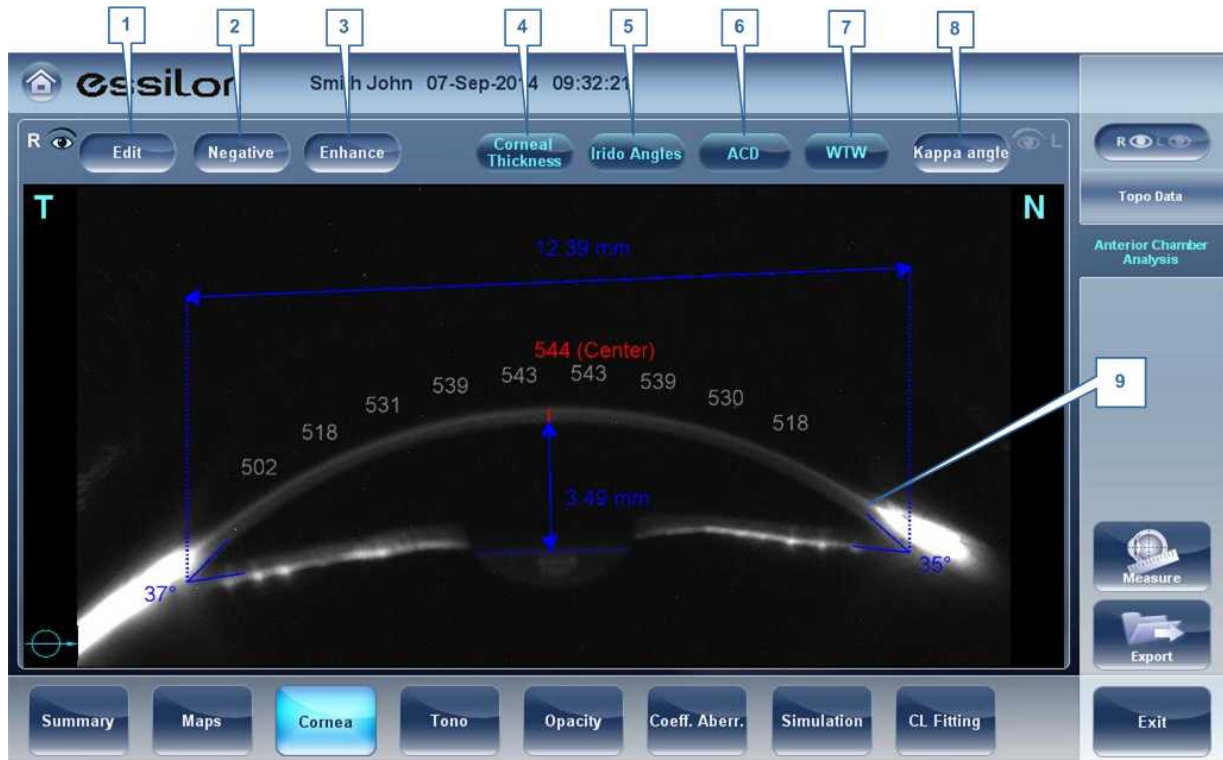 1 2 3 4 5 6 7 8
essilor Smith John 07-Sep-2014 09:32:21
R Edit Negative Enhance Corneal Thickness Irido Angles ACD WTW Kappa angle L
R L
Topo Data
Anterior Chamber
Analysis
T N
12.39 mm
544 (Center)
502 518 531 539 543 543 539 530 518
9
3.49 mm
37° 35°
Measure
Export
Summary Maps Cornea Tono Opacity Coeff. Aberr. Simulation CL Fitting Exit